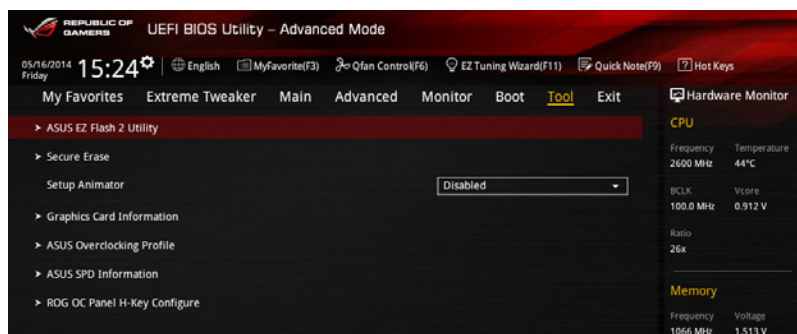 REPUBLIC OF
GAMERS
UEFI BIOS Utility – Advanced Mode
05/16/2014
Friday
15:24
English
MyFavorite(F3)
Qfan Control(F6)
EZ Tuning Wizard(F11)
Quick Note(F9)
? Hot Keys
My Favorites Extreme Tweaker Main Advanced Monitor Boot Tool Exit
Hardware Monitor
> ASUS EZ Flash 2 Utility
> Secure Erase
Setup Animator Disabled
> Graphics Card Information
> ASUS Overclocking Profile
> ASUS SPD Information
> ROG OC Panel H-Key Configure
CPU
Frequency Temperature
2600 MHz 44°C
BCLK Vcore
100.0 MHz 0.912 V
Ratio
26x
Memory
Frequency Voltage
1066 MHz 1.513 V